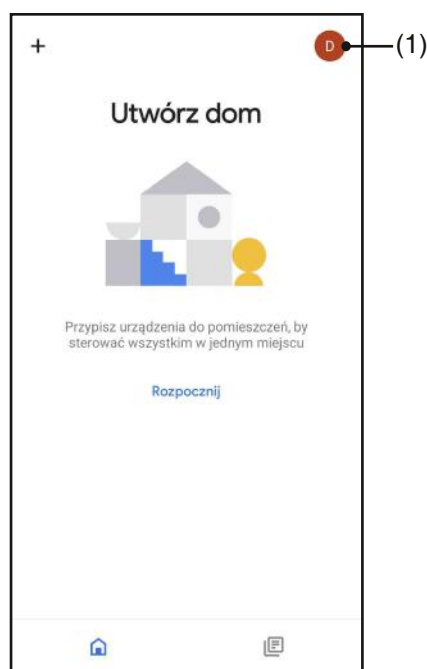 +
D
(1)
Utwórz dom
Przypisz urządzenia do pomieszczeń, by
sterować wszystkim w jednym miejscu
Rozpocznij